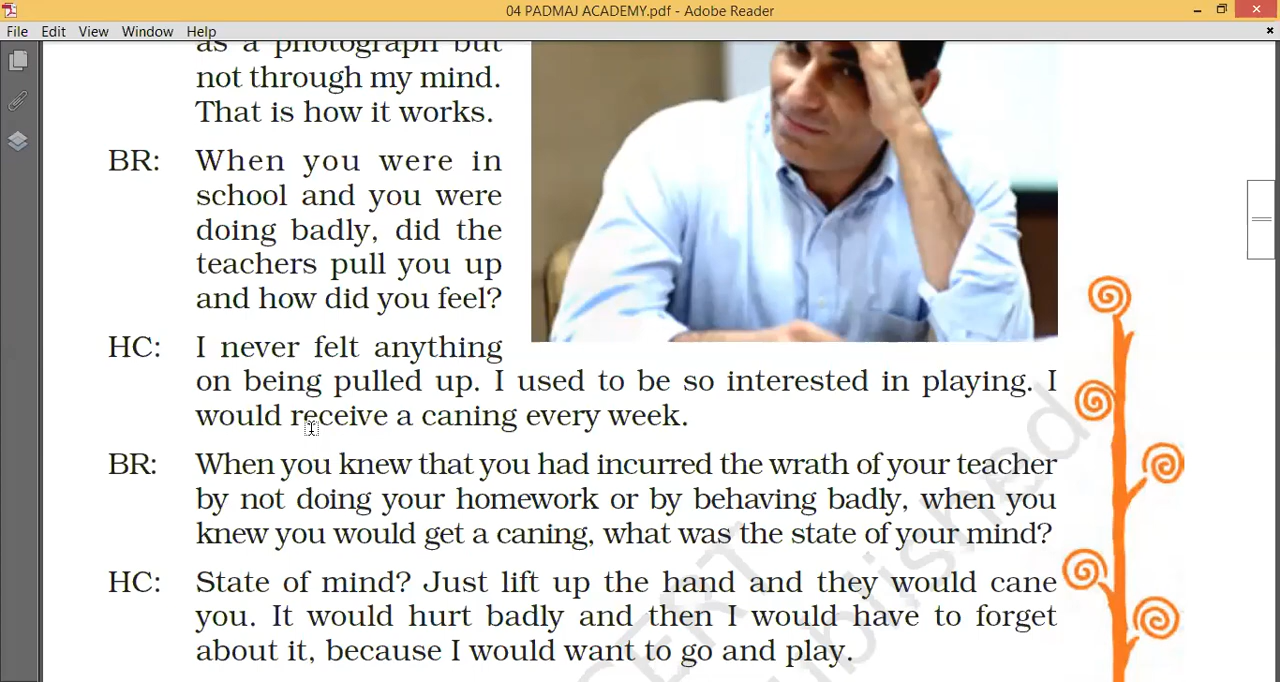 04 PADMAJ ACADEMY.pdf - Adobe Reader
File Edit View Window Help
as a photograph but
not through my mind.
That is how it works.
BR: When you were in
school and you were
doing badly, did the
teachers pull you up
and how did you feel?
HC: I never felt anything
on being pulled up. I used to be so interested in playing. I
would receive a caning every week.
BR: When you knew that you had incurred the wrath of your teacher
by not doing your homework or by behaving badly, when you
knew you would get a caning, what was the state of your mind?
HC: State of mind? Just lift up the hand and they would cane
you. It would hurt badly and then I would have to forget
about it, because I would want to go and play.